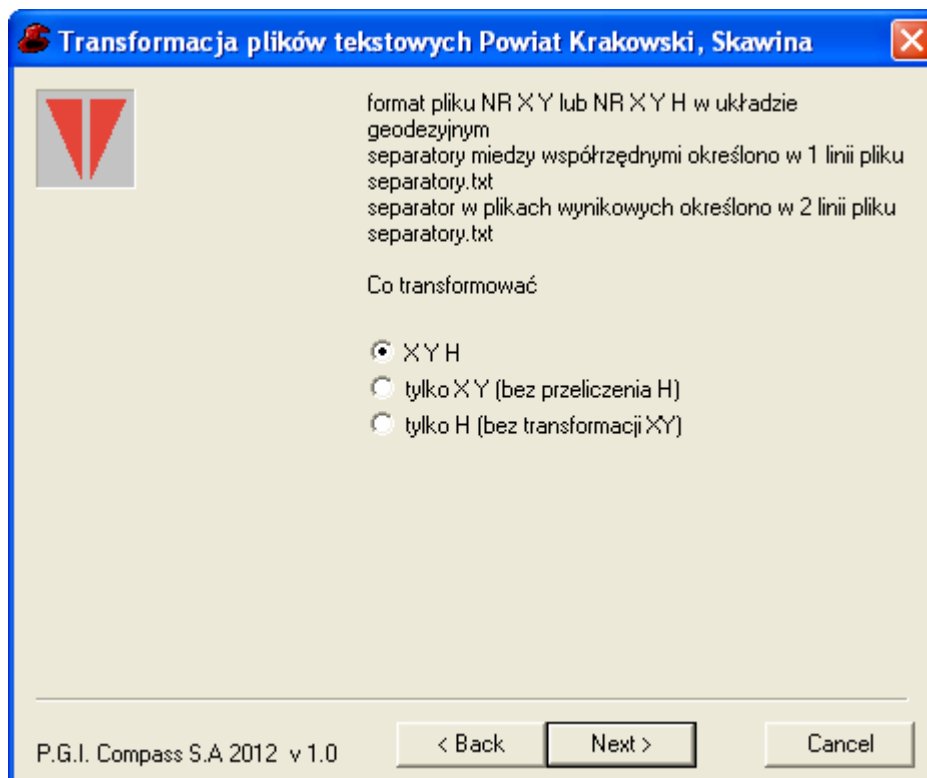 Transformacja plików tekstowych Powiat Krakowski, Skawina
format pliku NR X Y lub NR X Y H w układzie
geodezyjnym
separatory miedzy współrzędnymi określono w 1 linii pliku
separatory.txt
separator w plikach wynikowych określono w 2 linii pliku
separatory.txt
Co transformować
X Y H
tylko X Y (bez przeliczenia H)
tylko H (bez transformacji XY)
P.G.I. Compass S.A 2012 v 1.0
< Back
Next >
Cancel